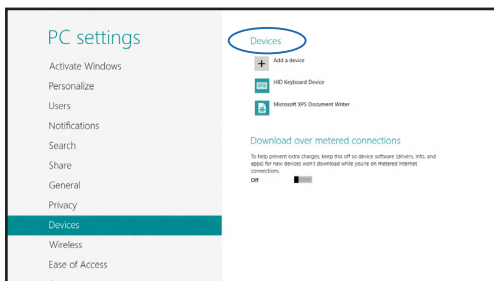 PC settings
Activate Windows
Personalize
Users
Notifications
Search
Share
General
Privacy
Devices
Wireless
Ease of Access
Devices
Add a device
HID Keyboard Device
Microsoft XPS Document Writer
Download over metered connections
To help prevent extra charges, keep this off so device software (drivers, info, and
apps) for new devices won't download while you're on metered Internet
connections.
Off